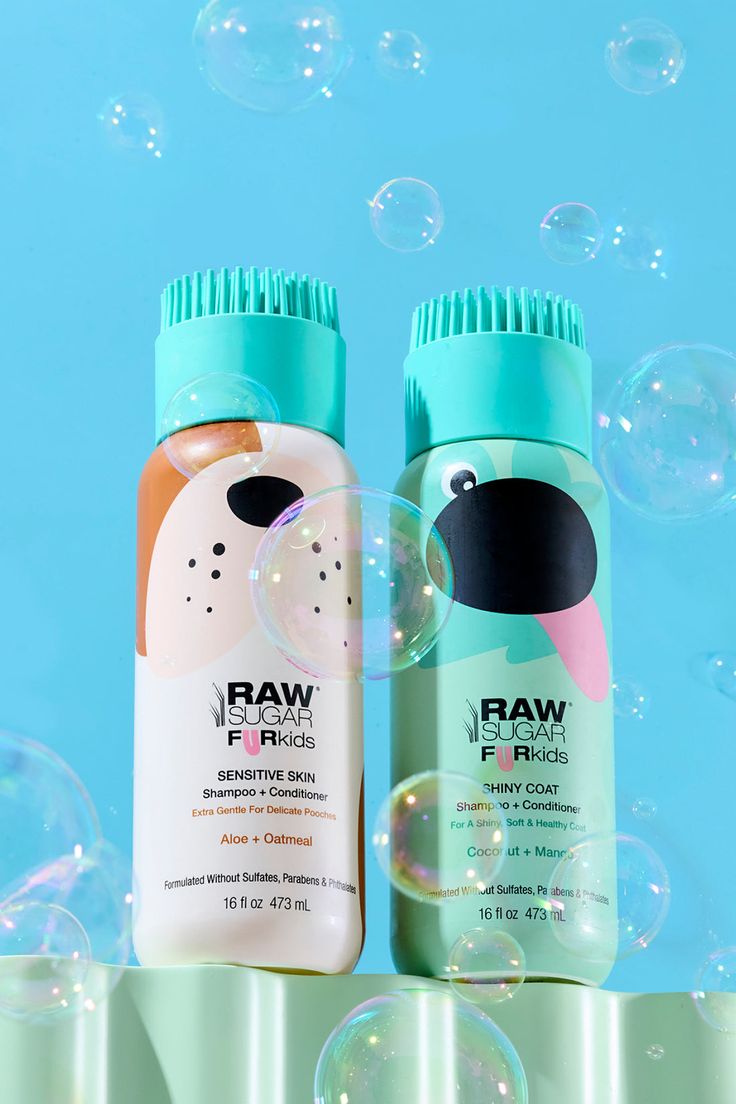 RAW
SUGAR
FURkids
SENSITIVE SKIN
Shampoo + Conditioner
Extra Gentle For Delicate Pooches
Aloe + Oatmeal
Formulated Without Sulfates, Parabens & Phthalates
16 fl oz 473 mL
RAW®
SUGAR
FURkids
SHINY COAT
Shampoo + Conditioner
For A Shiny, Soft & Healthy Coat
Coconut + Mango
Formulated Without Sulfates, Parabens & Phthalates
16 fl oz 473 mL